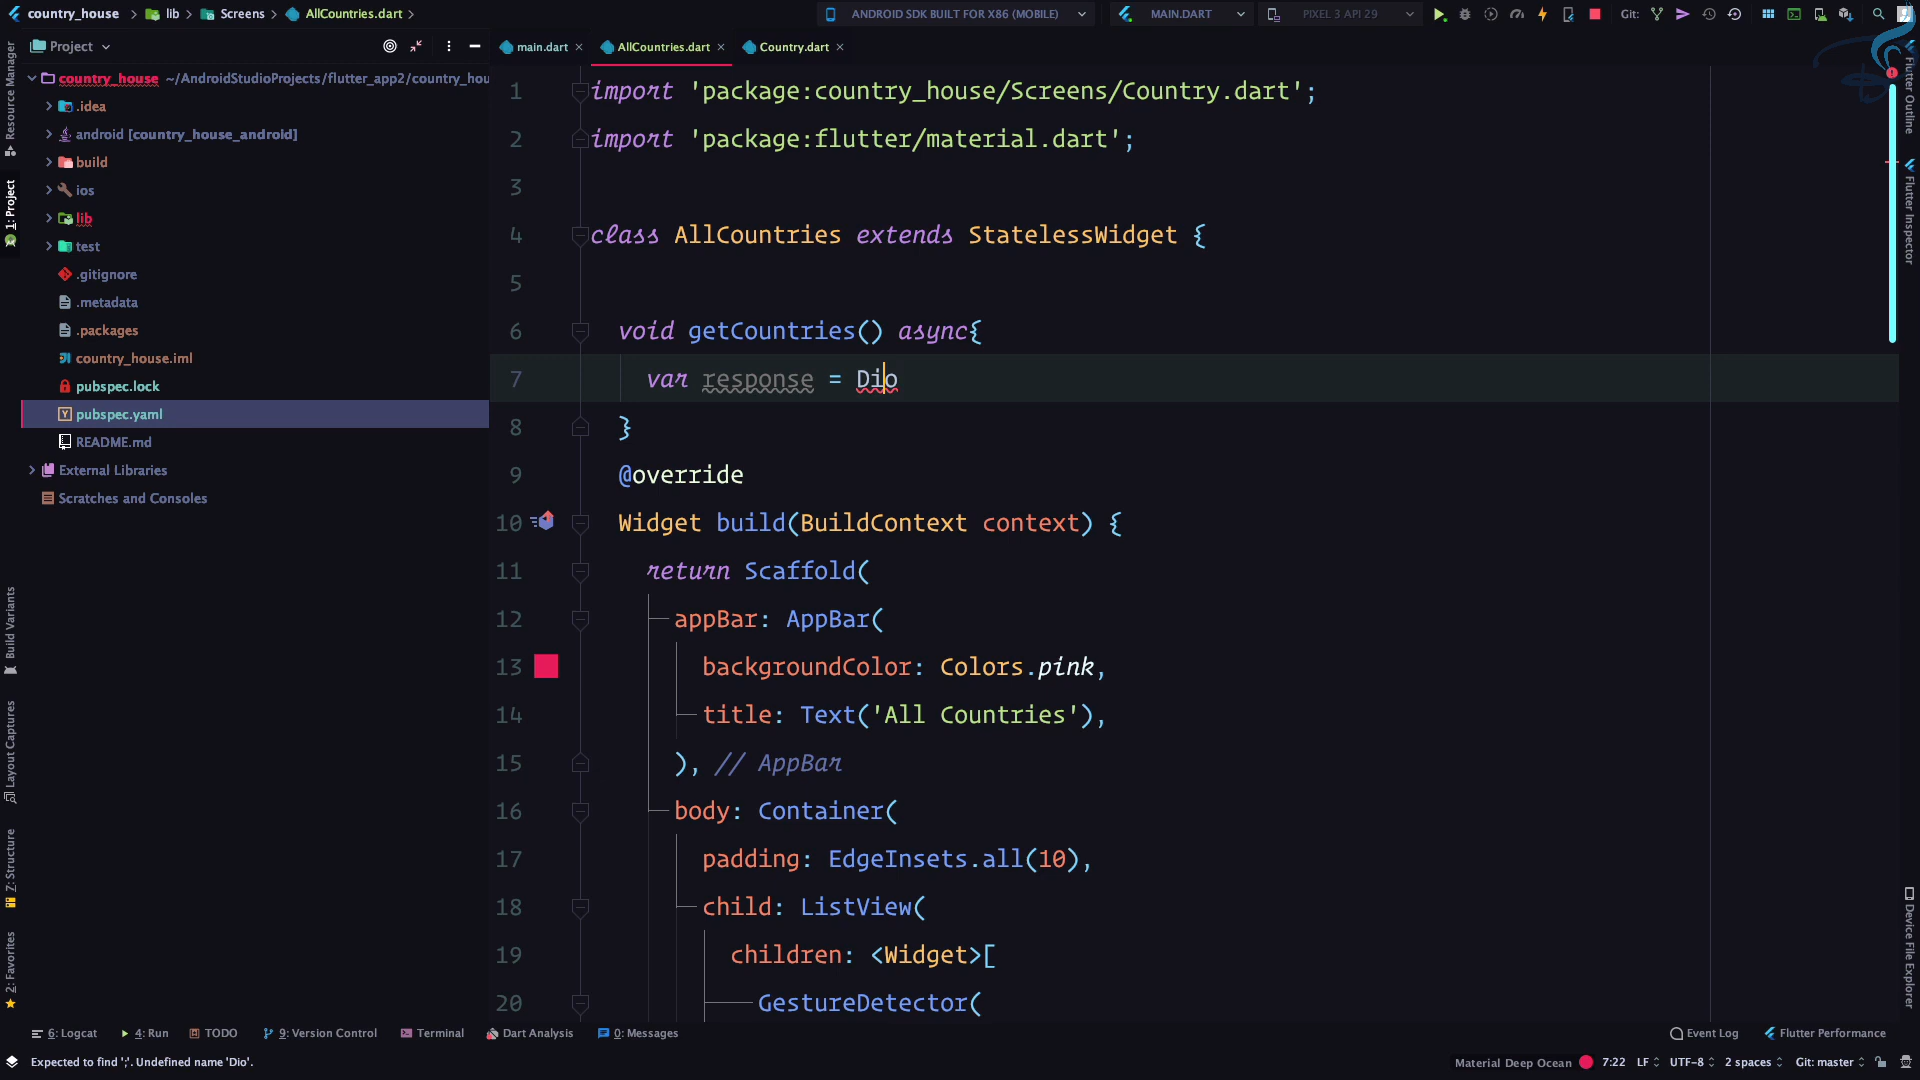 country_house
lib
Screens
AllCountries.dart
ANDROID SDK BUILT FOR X86 (MOBILE)
MAIN.DART
PIXEL 3 API 29
Git:
Project
main.dart
AllCountries.dart
Country.dart
country_house ~/AndroidStudioProjects/flutter_app2/country_hou
.idea
android [country_house_android]
build
ios
lib
test
.gitignore
.metadata
.packages
country_house.iml
pubspec.lock
pubspec.yaml
README.md
External Libraries
Scratches and Consoles
Resource Manager
1: Project
Build Variants
Layout Captures
Z: Structure
2: Favorites
1 import 'package:country_house/Screens/Country.dart';
2 import 'package:flutter/material.dart';
3
4 class AllCountries extends StatelessWidget {
5
6 void getCountries() async{
7 var response = Dio
8 }
9 @override
10 Widget build(BuildContext context) {
11 return Scaffold(
12 appBar: AppBar(
13 backgroundColor: Colors.pink,
14 title: Text('All Countries'),
15 ), // AppBar
16 body: Container(
17 padding: EdgeInsets.all(10),
18 child: ListView(
19 children: <Widget>[
20 GestureDetector(
Flutter Outline
Flutter Inspector
Device File Explorer
6: Logcat
4: Run
TODO
9: Version Control
Terminal
Dart Analysis
0: Messages
Event Log
Flutter Performance
Expected to find ';'. Undefined name 'Dio'.
Material Deep Ocean
7:22
LF
UTF-8
2 spaces
Git: master